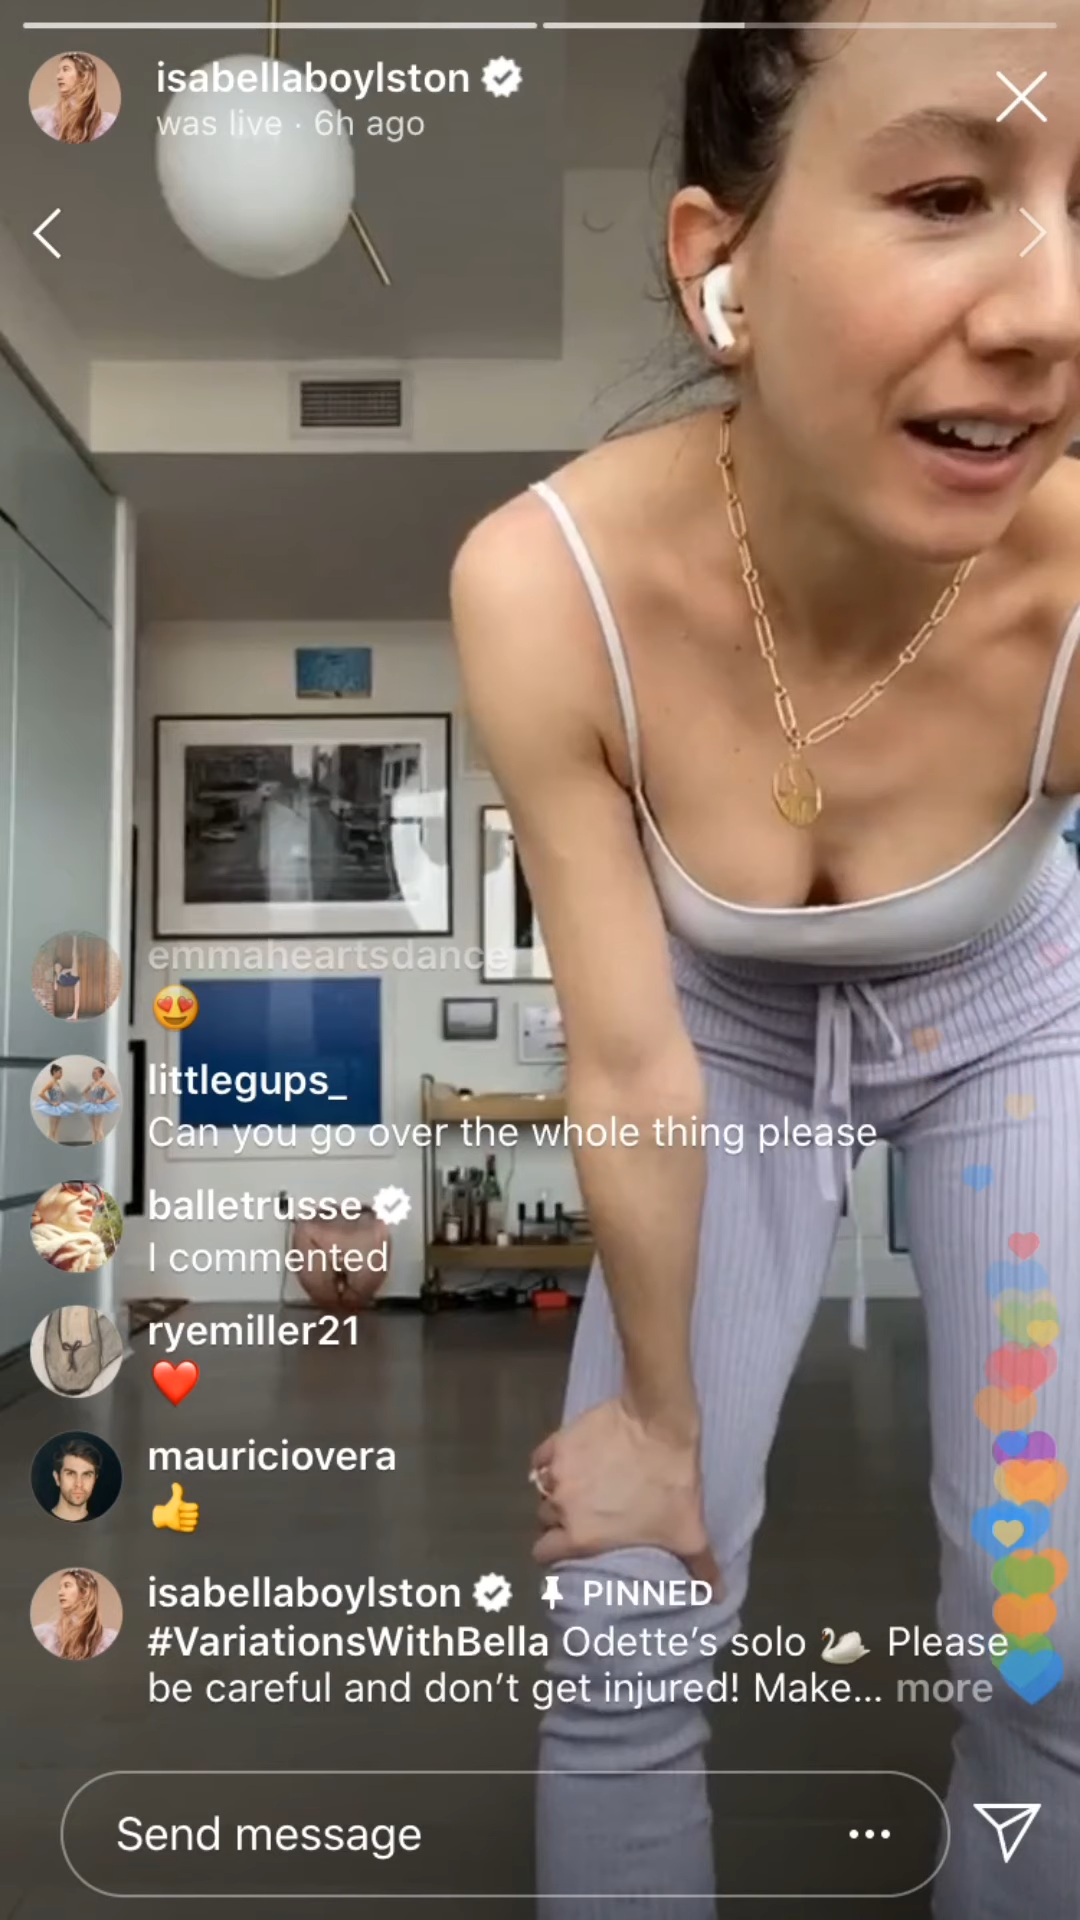 isabellaboylston
was live · 6h ago
emmaheartsdance
😍
littlegups_
Can you go over the whole thing please
balletrusse
I commented
ryemiller21
❤️
mauriciovera
👍
isabellaboylston PINNED
#VariationsWithBella Odette’s solo 🦢 Please
be careful and don’t get injured! Make... more
Send message